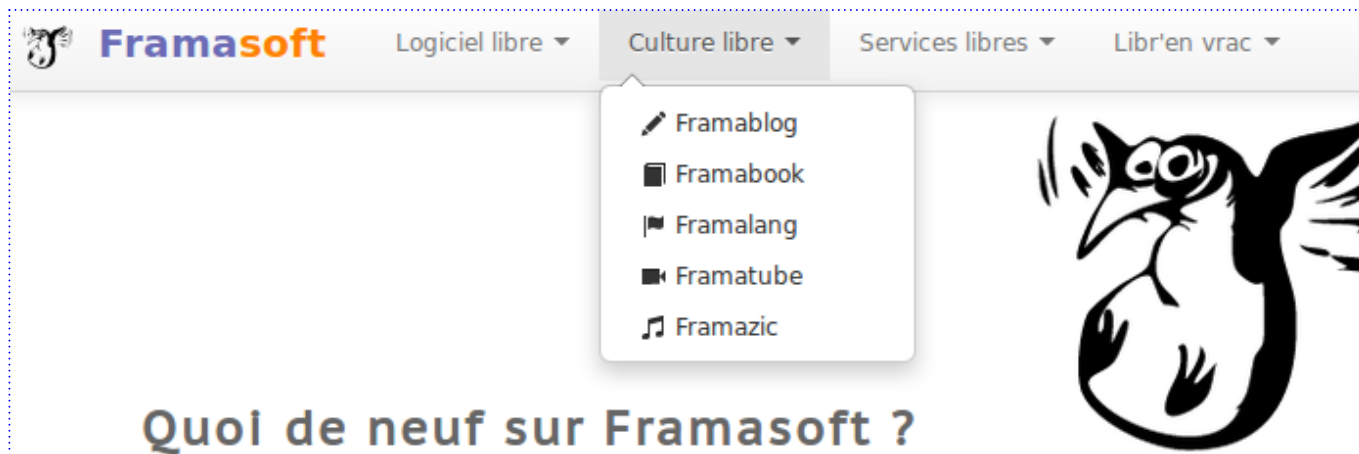 Framasoft Logiciel libre Culture libre Services libres Libr'en vrac
Framablog
Framabook
Framalang
Framatube
Framazic
Quoi de neuf sur Framasoft ?